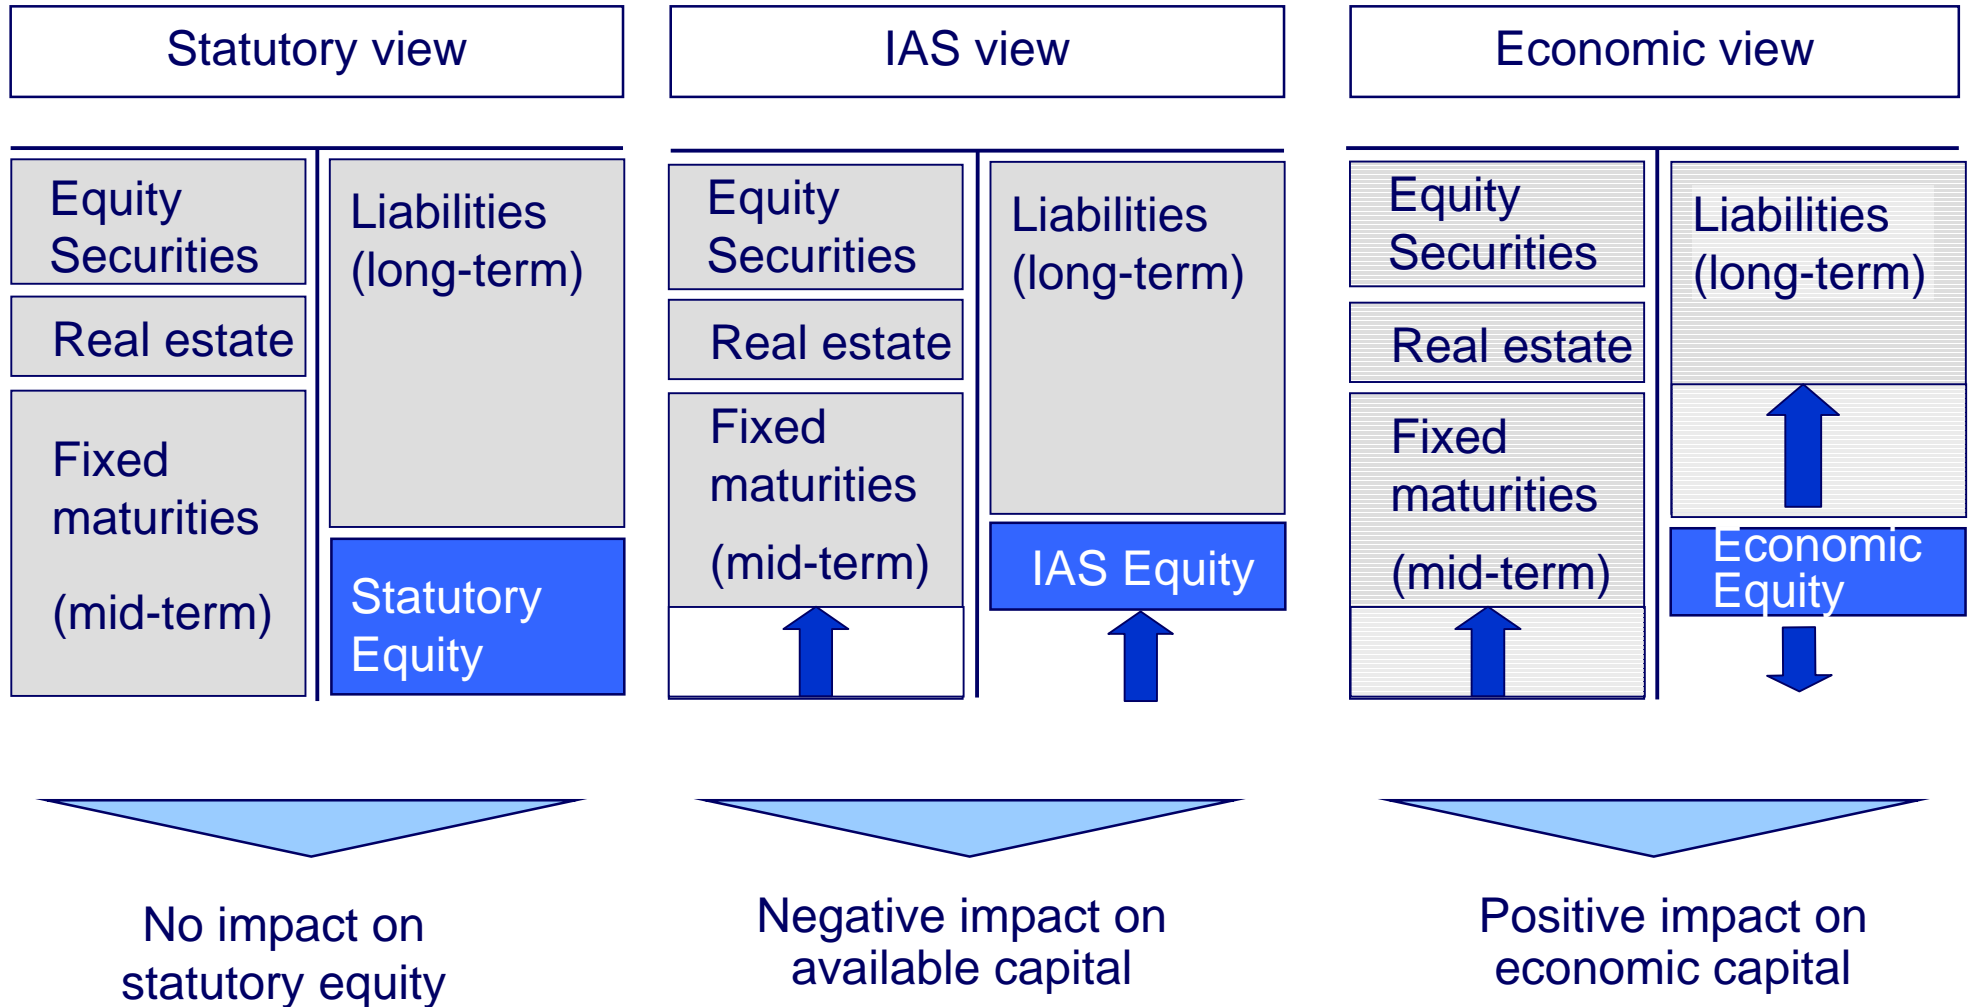 Statutory view
Equity
Securities
Real estate
Fixed
maturities
(mid-term)
Liabilities
(long-term)
Statutory
Equity
No impact on
statutory equity
IAS view
Equity
Securities
Real estate
Fixed
maturities
(mid-term)
Liabilities
(long-term)
IAS Equity
Negative impact on
available capital
Economic view
Equity
Securities
Real estate
Fixed
maturities
(mid-term)
Liabilities
(long-term)
Economic
Equity
Positive impact on
economic capital